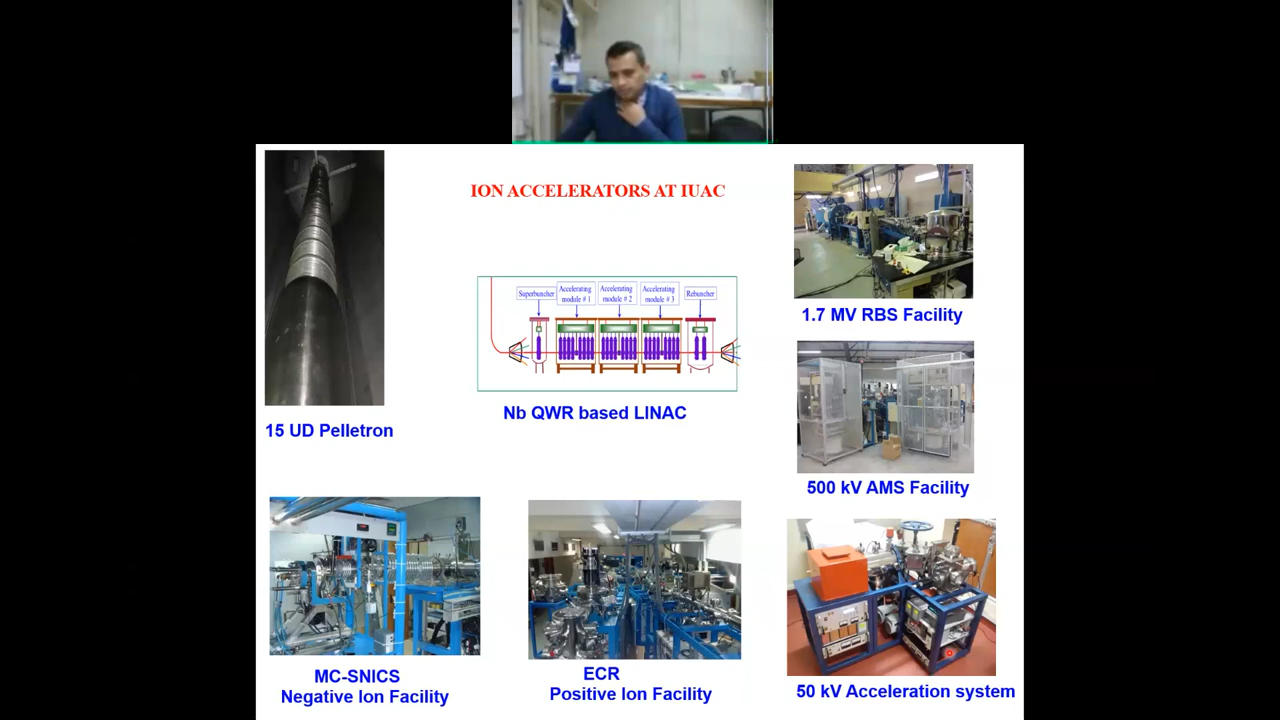 ION ACCELERATORS AT IUAC
15 UD Pelletron
Superbuncher
Accelerating
module # 1
Accelerating
module # 2
Accelerating
module # 3
Rebuncher
Nb QWR based LINAC
1.7 MV RBS Facility
500 kV AMS Facility
MC-SNICS
Negative Ion Facility
ECR
Positive Ion Facility
50 kV Acceleration system